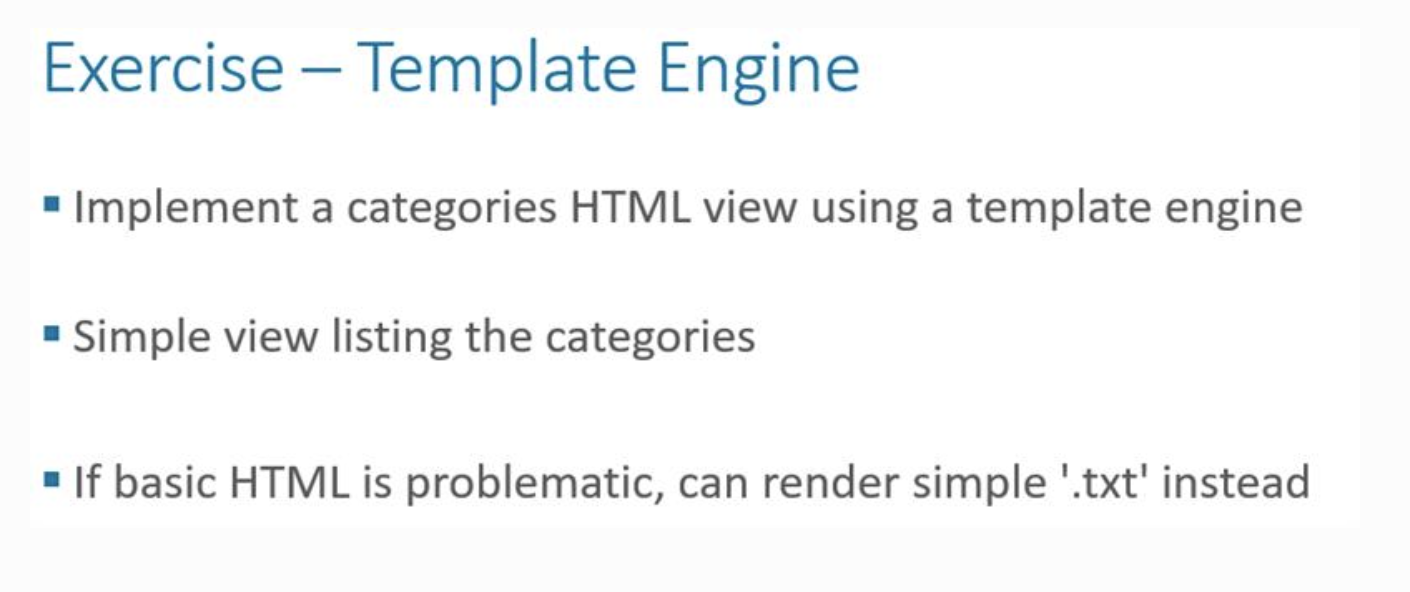 Exercise – Template Engine
▪ Implement a categories HTML view using a template engine
▪ Simple view listing the categories
▪ If basic HTML is problematic, can render simple '.txt' instead